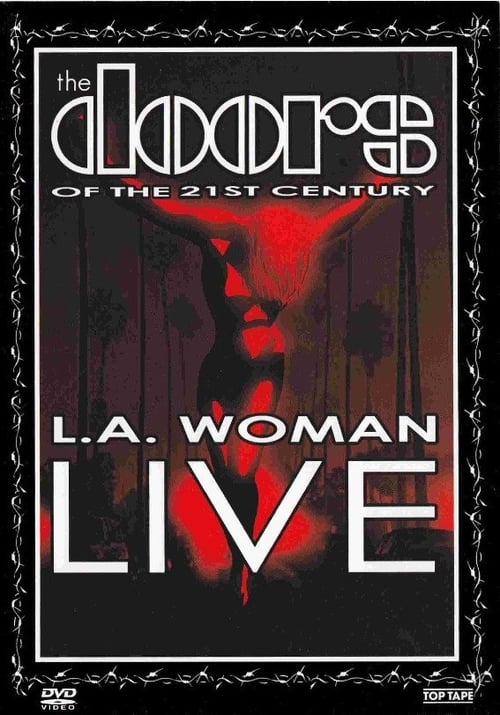 the
doors
OF THE 21ST CENTURY
L.A. WOMAN
LIVE
DVD
VIDEO
TOP TAPE